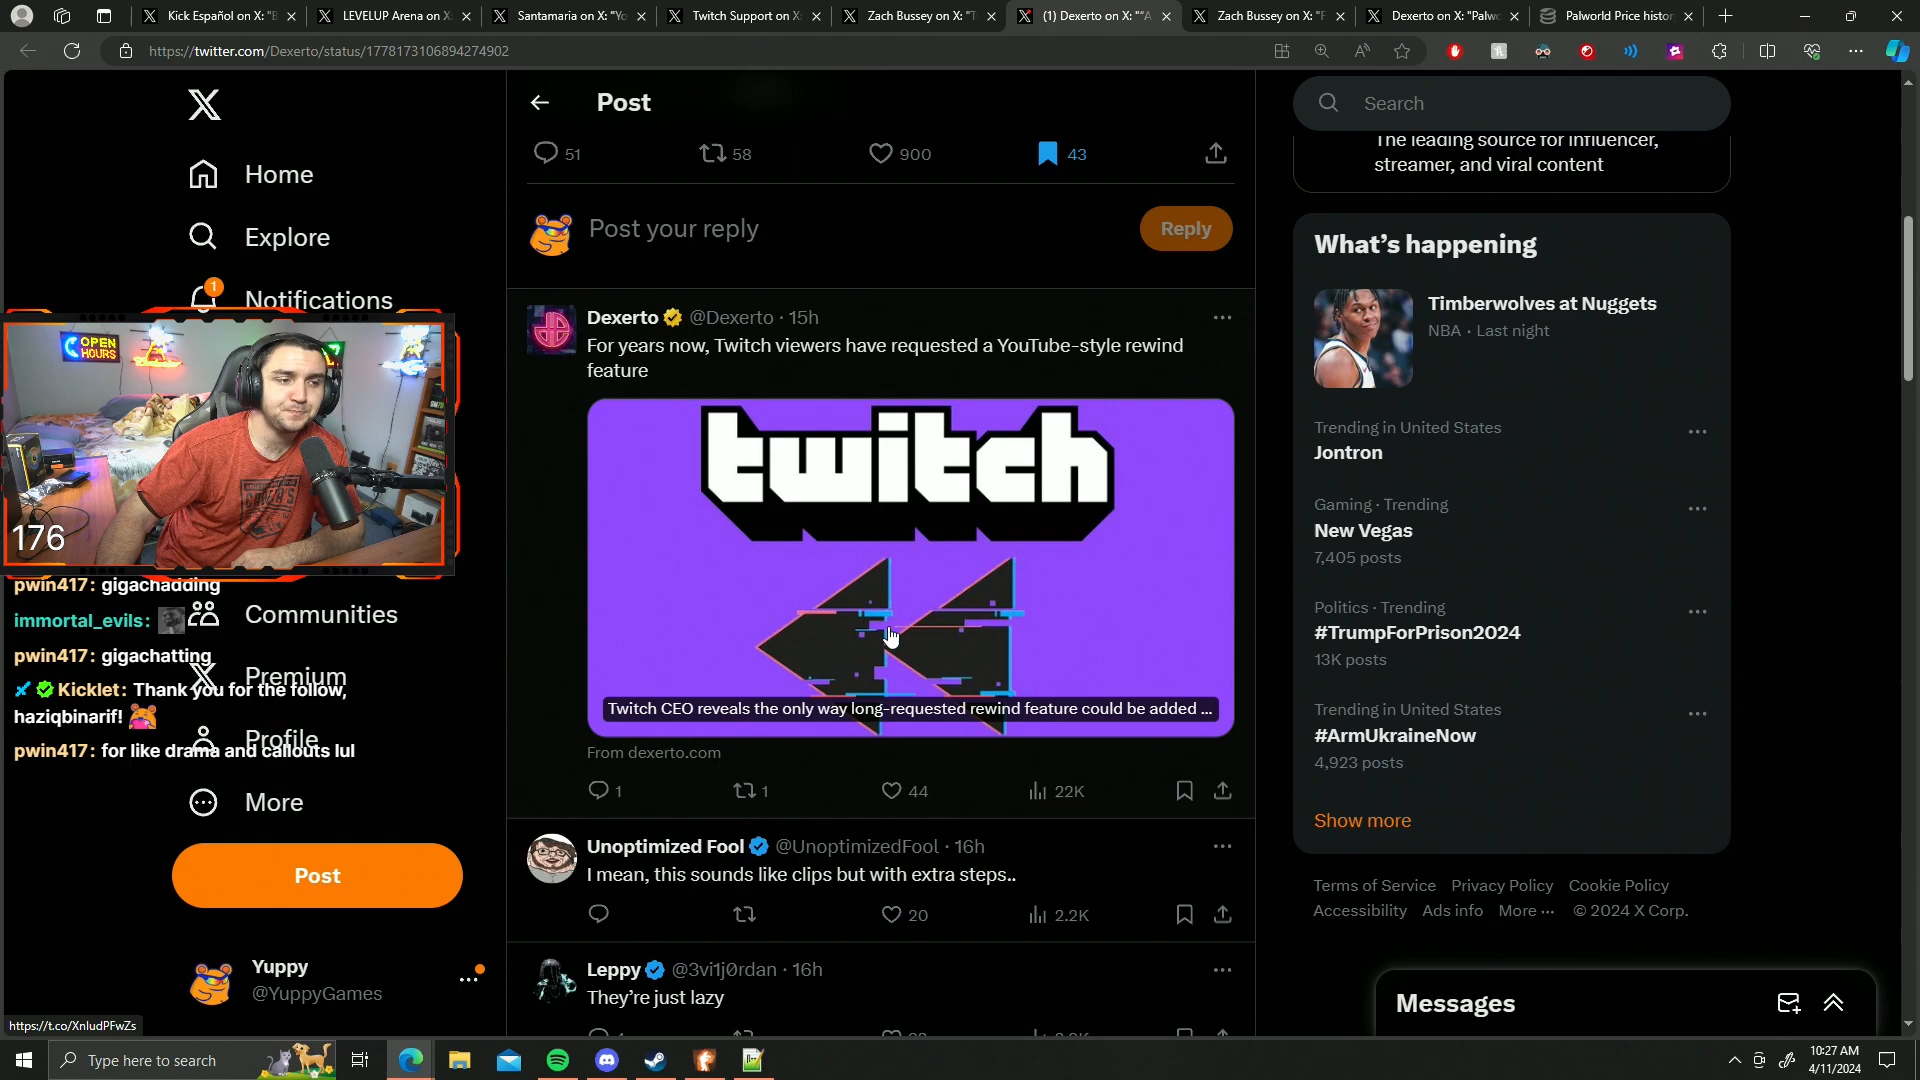 Kick Español on X: "B
LEVELUP Arena on X:
Santamaria on X: "Yo
Twitch Support on X:
Zach Bussey on X: "T
(1) Dexerto on X: "“A
Zach Bussey on X: "F
Dexerto on X: "Palwo
Palworld Price histor
https://twitter.com/Dexerto/status/1778173106894274902
Home
Explore
1
Notifications
OPEN
HOURS
176
pwin417: gigachadding
immortal_evils:
Communities
pwin417: gigachatting
Premium
Kicklet: Thank you for the follow,
haziqbinarif!
Profile
pwin417: for like drama and callouts lul
More
Post
Yuppy
@YuppyGames
https://t.co/XnludPFwZs
Post
51
58
900
43
Post your reply
Reply
Dexerto @Dexerto · 15h
For years now, Twitch viewers have requested a YouTube-style rewind
feature
twitch
Twitch CEO reveals the only way long-requested rewind feature could be added ...
From dexerto.com
1
1
44
22K
Unoptimized Fool @UnoptimizedFool · 16h
I mean, this sounds like clips but with extra steps..
20
2.2K
Leppy @3vi1j0rdan · 16h
They're just lazy
Search
The leading source for influencer,
streamer, and viral content
What's happening
Timberwolves at Nuggets
NBA · Last night
Trending in United States
Jontron
Gaming · Trending
New Vegas
7,405 posts
Politics · Trending
#TrumpForPrison2024
13K posts
Trending in United States
#ArmUkraineNow
4,923 posts
Show more
Terms of Service Privacy Policy Cookie Policy
Accessibility Ads info More ··· © 2024 X Corp.
Messages
Type here to search
10:27 AM
4/11/2024